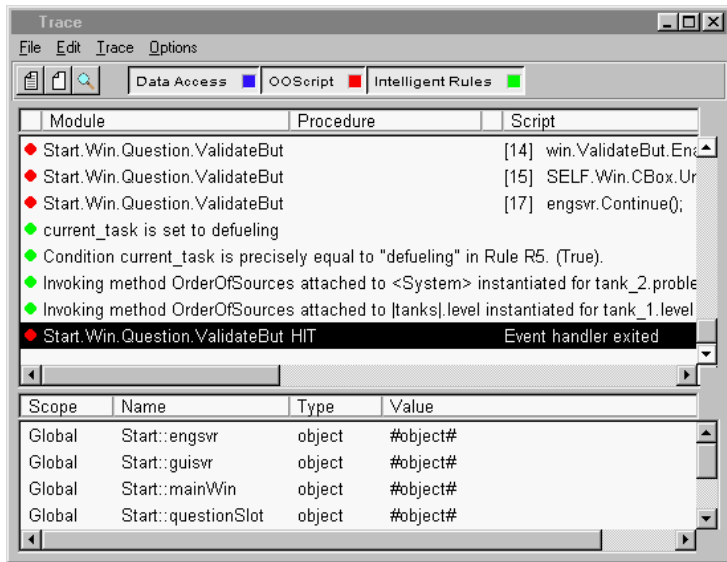 Trace
File Edit Trace Options
Data Access OOScript Intelligent Rules
Module Procedure Script
Start.Win.Question.ValidateBut [14] win.ValidateBut.Ena
Start.Win.Question.ValidateBut [15] SELF.Win.CBox.Ur
Start.Win.Question.ValidateBut [17] engsvr.Continue();
current_task is set to defueling
Condition current_task is precisely equal to "defueling" in Rule R5. (True).
Invoking method OrderOfSources attached to <System> instantiated for tank_2.proble
Invoking method OrderOfSources attached to |tanks|.level instantiated for tank_1.level
Start.Win.Question.ValidateBut HIT Event handler exited
Scope Name Type Value
Global Start::engsvr object #object#
Global Start::guisvr object #object#
Global Start::mainWin object #object#
Global Start::questionSlot object #object#